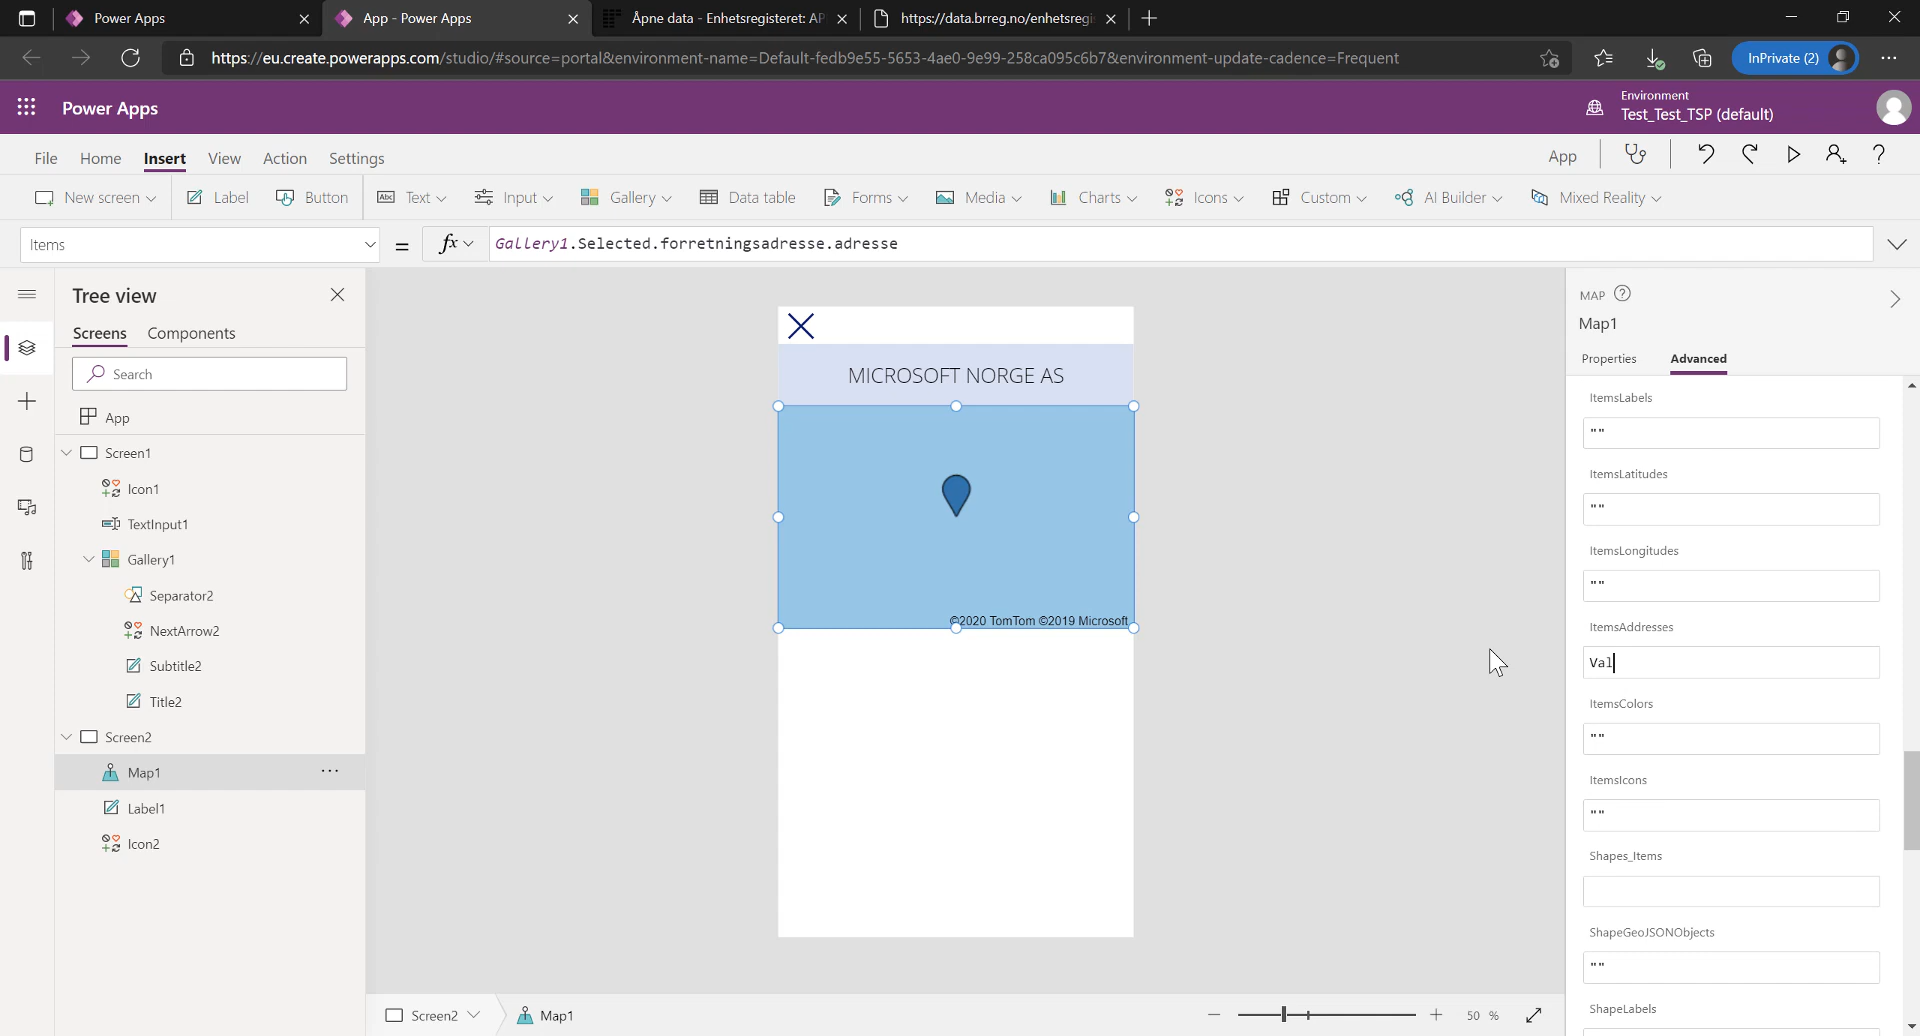 Power Apps
App - Power Apps
Åpne data - Enhetsregisteret: AP
https://data.brreg.no/enhetsregi
https://eu.create.powerapps.com/studio/#source=portal&environment-name=Default-fedb9e55-5653-4ae0-9e99-258ca095c6b7&environment-update-cadence=Frequent
InPrivate (2)
Power Apps
Environment
Test_Test_TSP (default)
File Home Insert View Action Settings
App
New screen Label Button Text Input Gallery Data table Forms Media Charts Icons Custom AI Builder Mixed Reality
Items = fx Gallery1.Selected.forretningsadresse.adresse
Tree view
Screens Components
Search
App
Screen1
Icon1
TextInput1
Gallery1
Separator2
NextArrow2
Subtitle2
Title2
Screen2
Map1 ...
Label1
Icon2
MICROSOFT NORGE AS
©2020 TomTom ©2019 Microsoft
Screen2 Map1
50 %
MAP
Map1
Properties Advanced
ItemsLabels
""
ItemsLatitudes
""
ItemsLongitudes
""
ItemsAddresses
Val
ItemsColors
""
ItemsIcons
""
Shapes_Items
ShapeGeoJSONObjects
""
ShapeLabels